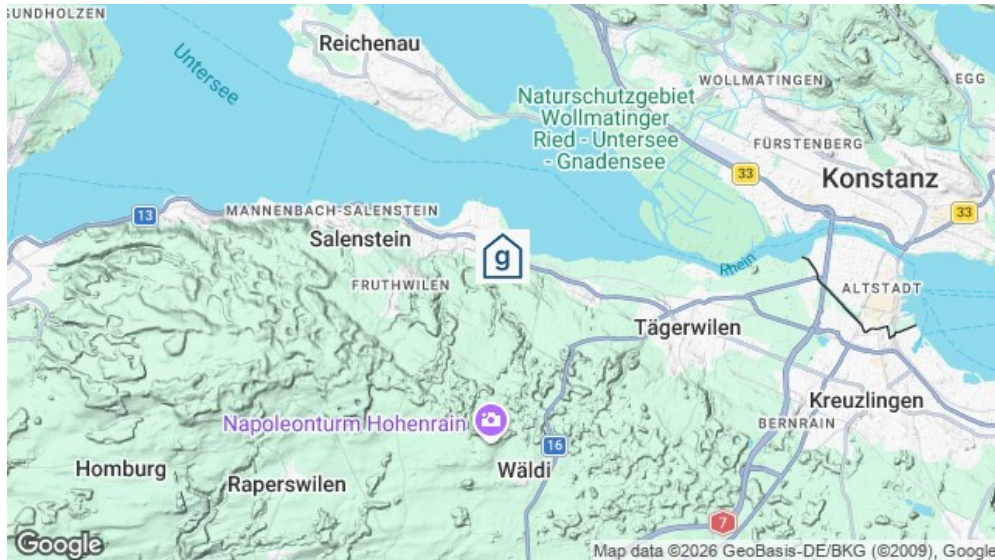 GUNDHOLZEN
Untersee
Reichenau
WOLLMATINGEN
EGG
Naturschutzgebiet
Wollmatinger
Ried - Untersee
- Gnadensee
FÜRSTENBERG
33
Konstanz
33
13
MANNENBACH-SALENSTEIN
Salenstein
g
Rhein
FRUTHWILEN
ALTSTADT
Tägerwilen
Kreuzlingen
Napoleonturm Hohenrain
BERNRAIN
16
Homburg
Wäldi
Raperswilen
7
Google
Map data ©2026 GeoBasis-DE/BKG (©2009), Google